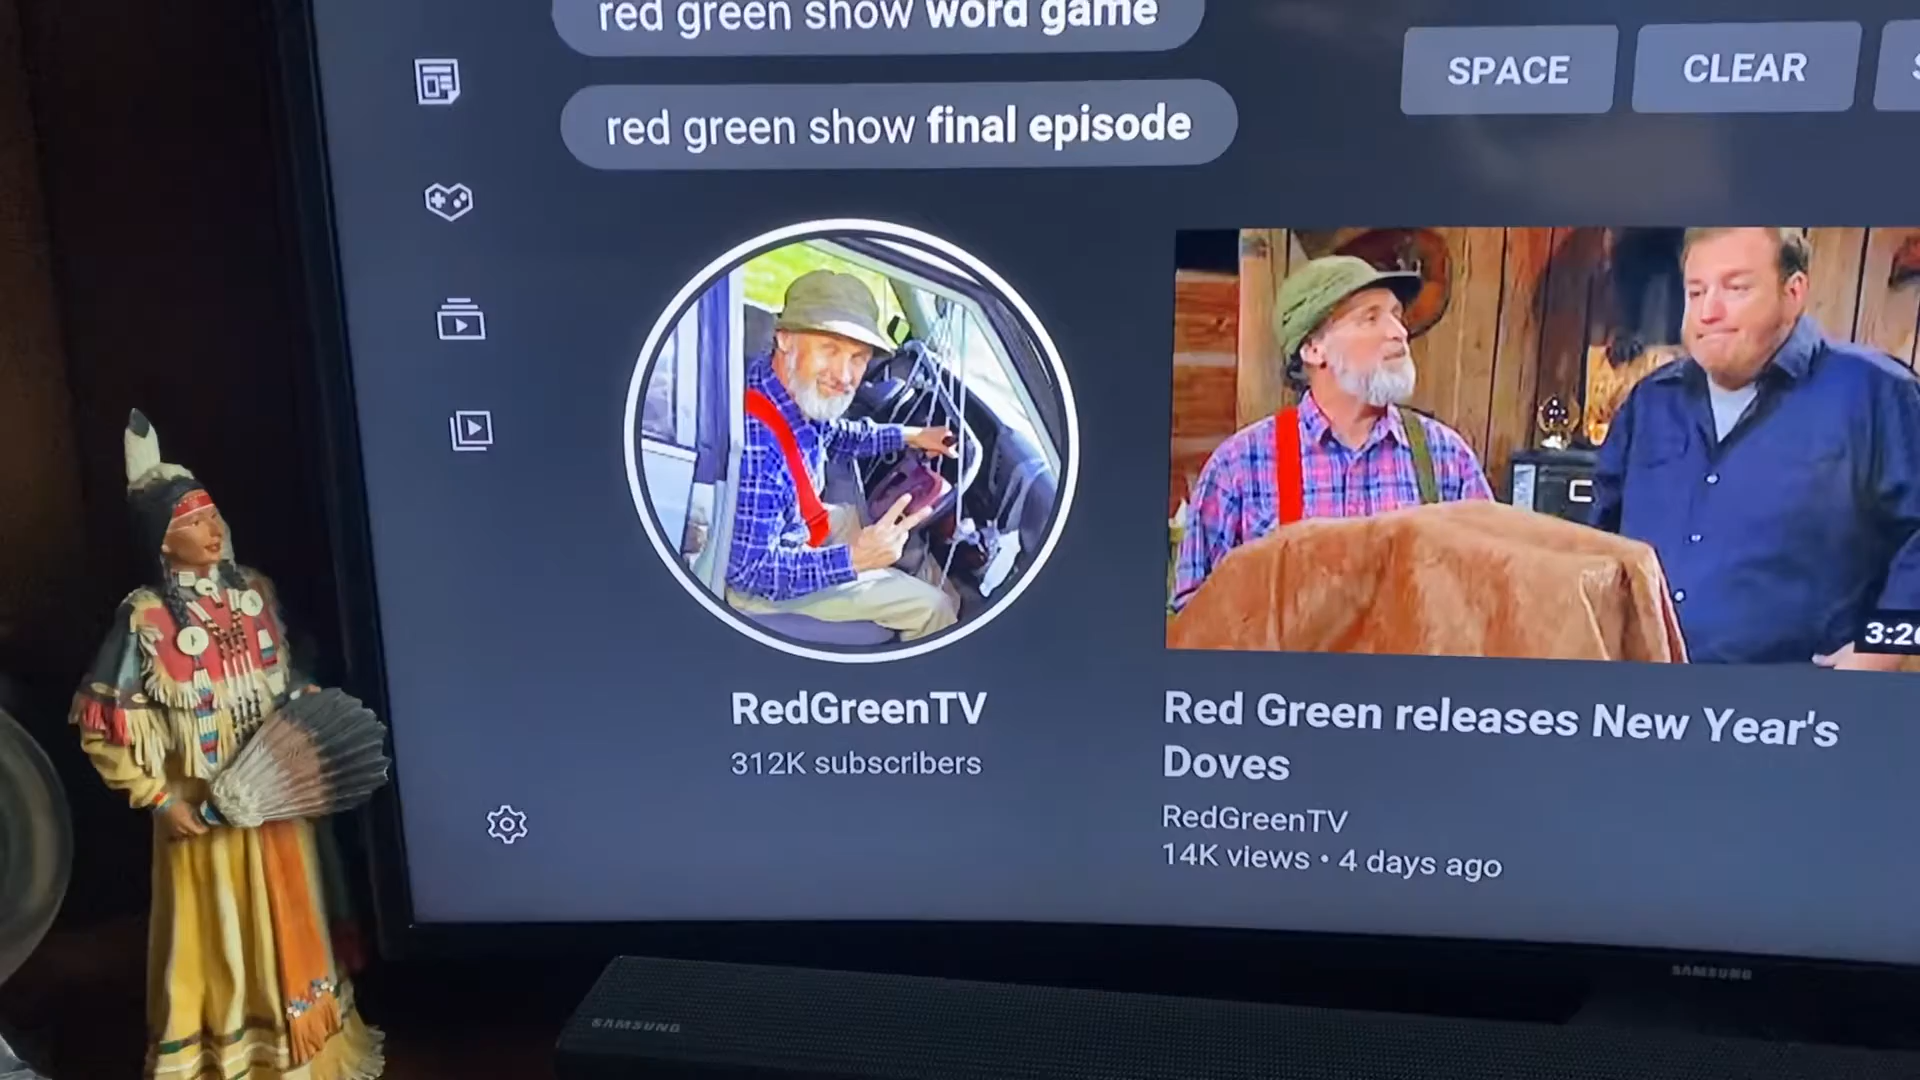 red green show word game
SPACE
CLEAR
red green show final episode
RedGreenTV
312K subscribers
Red Green releases New Year's
Doves
RedGreenTV
14K views • 4 days ago
SAMSUNG
SAMSUNG